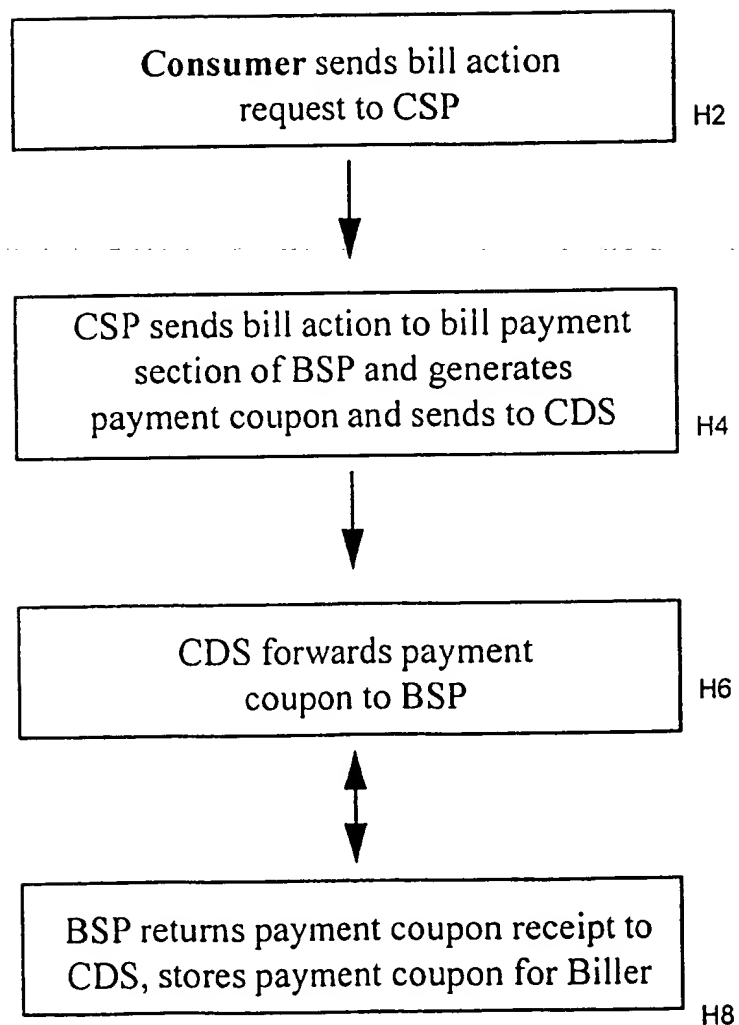 Consumer sends bill action
request to CSP
H2
CSP sends bill action to bill payment
section of BSP and generates
payment coupon and sends to CDS
H4
CDS forwards payment
coupon to BSP
H6
BSP returns payment coupon receipt to
CDS, stores payment coupon for Biller
H8